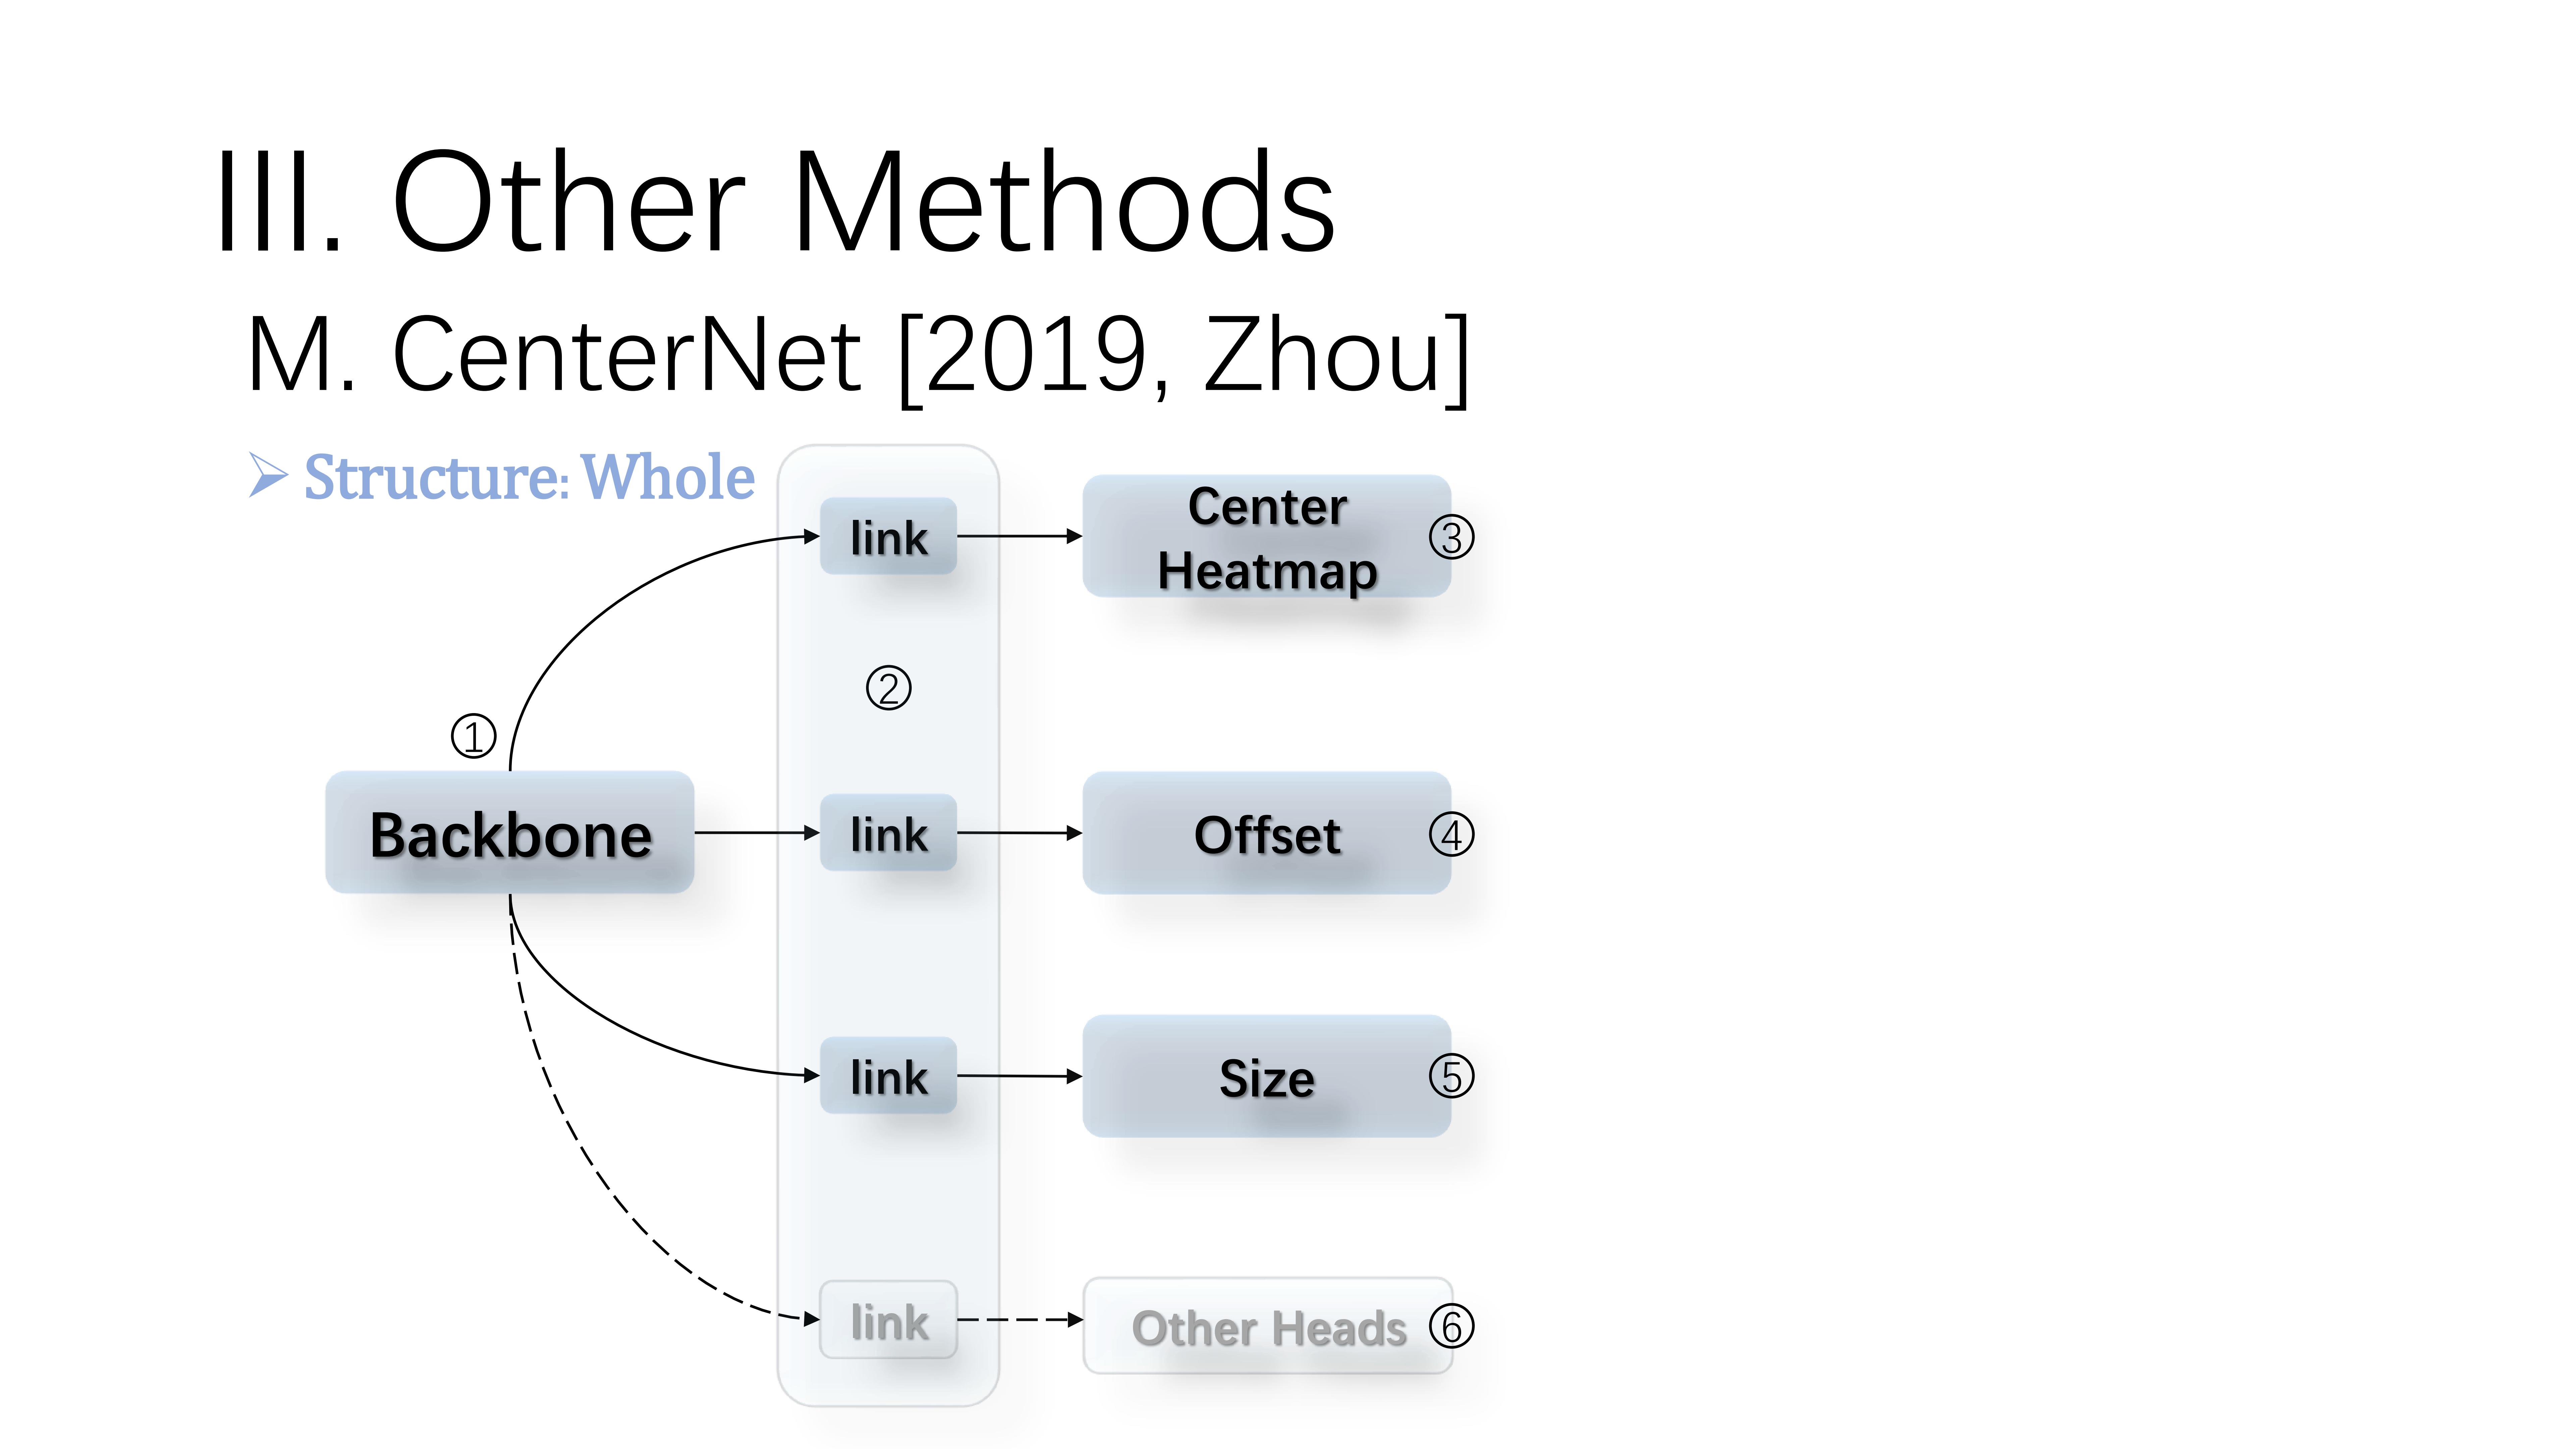 III. Other Methods
M. CenterNet [2019, Zhou]
➢ Structure: Whole
link
Center
Heatmap
③
②
①
Backbone
link
Offset
④
link
Size
⑤
link
Other Heads
⑥